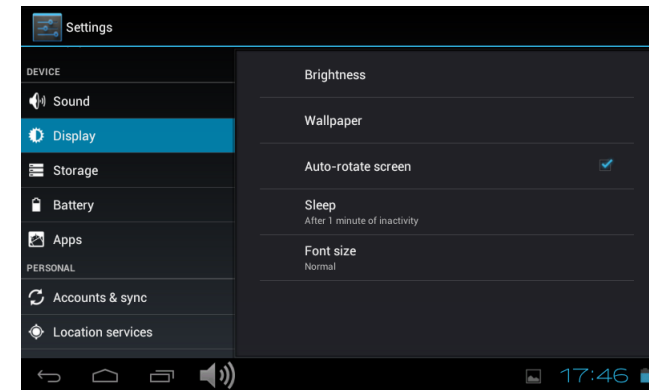 Settings
DEVICE
Sound
Display
Storage
Battery
Apps
PERSONAL
Accounts & sync
Location services
Brightness
Wallpaper
Auto-rotate screen
Sleep
After 1 minute of inactivity
Font size
Normal
17:46